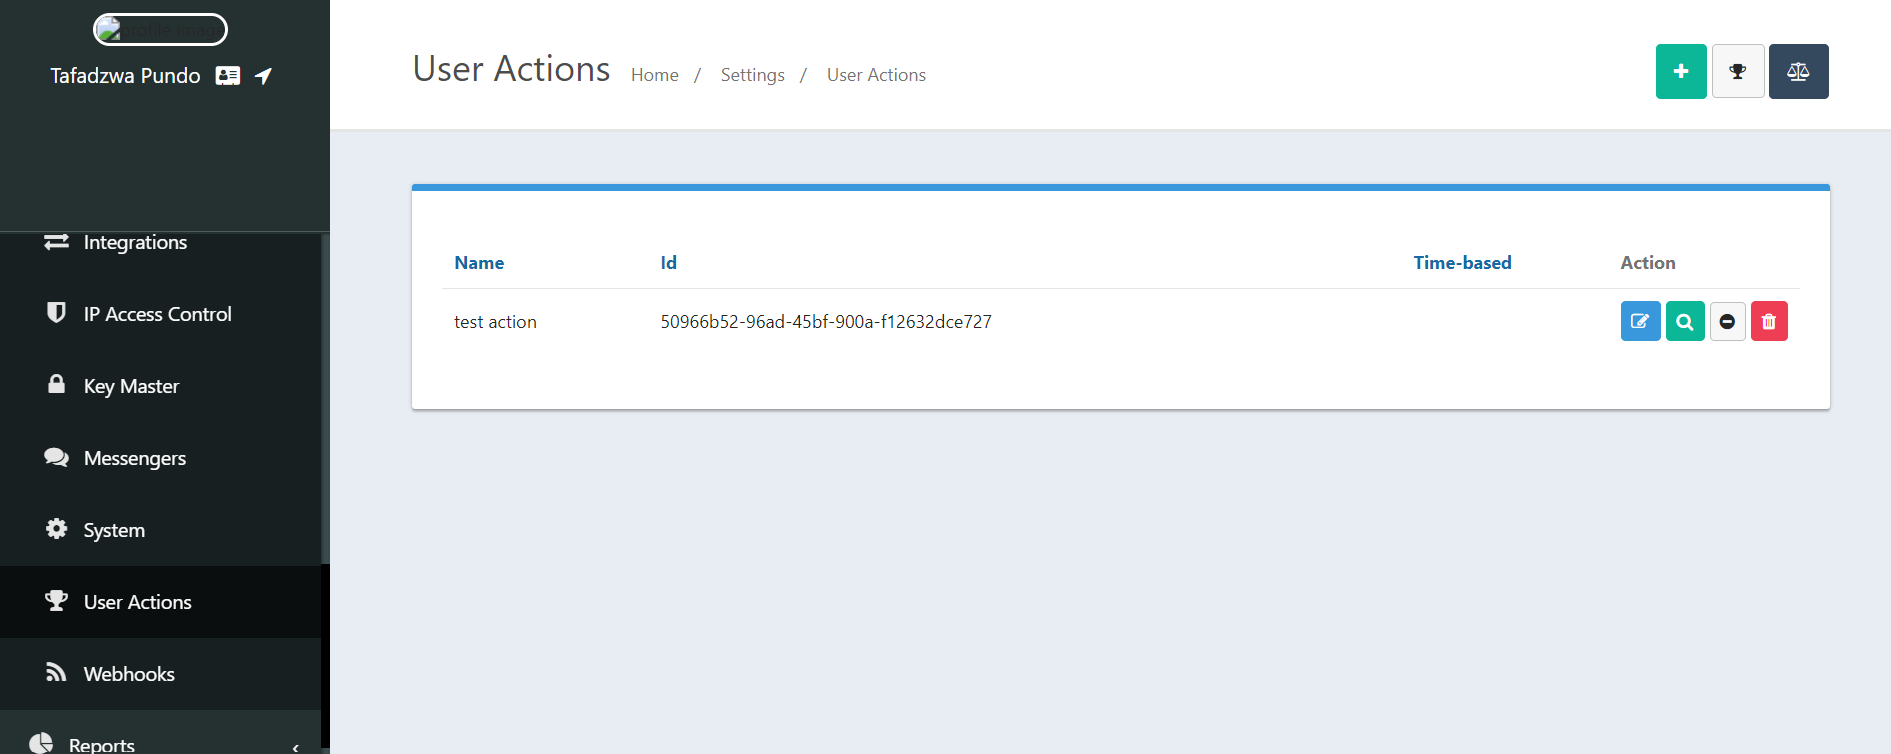 profile image
Tafadzwa Pundo
Integrations
IP Access Control
Key Master
Messengers
System
User Actions
Webhooks
Reports
User Actions Home / Settings / User Actions
Name Id Time-based Action
test action 50966b52-96ad-45bf-900a-f12632dce727